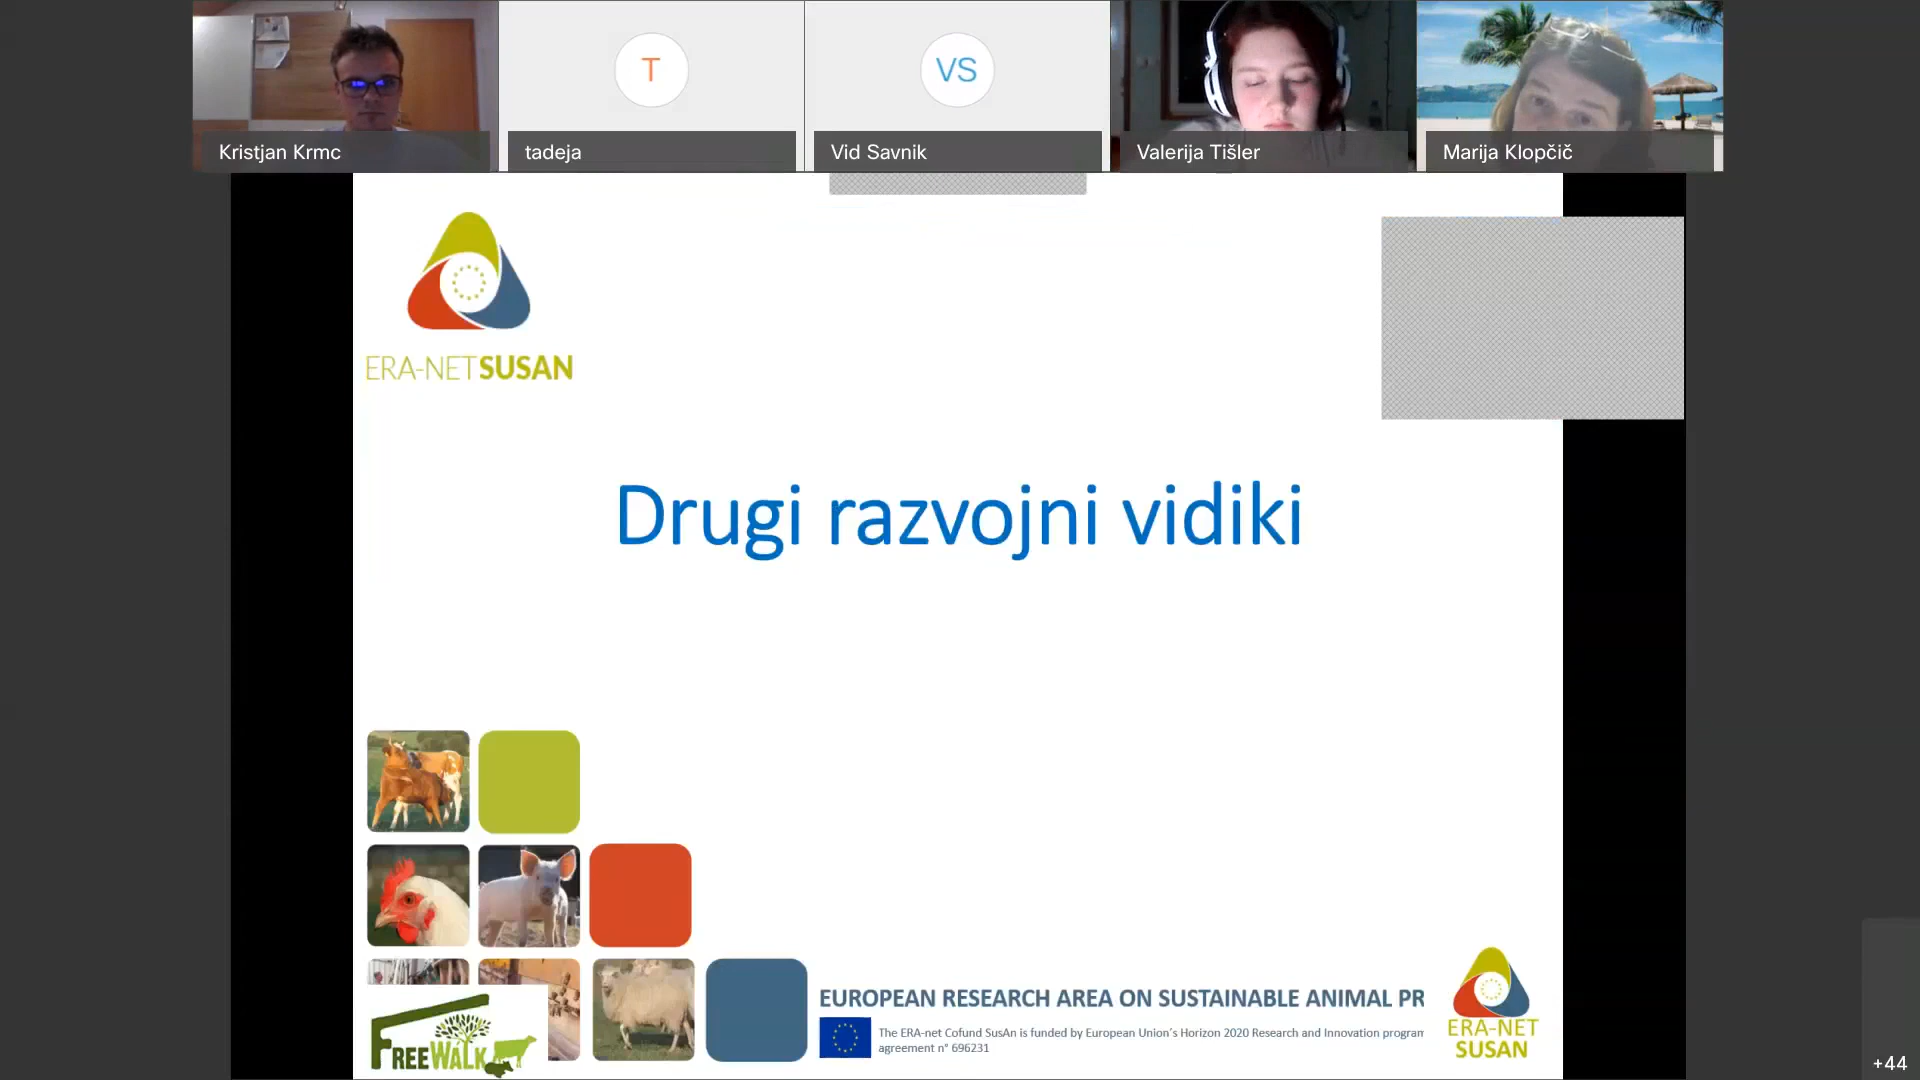 Kristjan Krmc
T
tadeja
VS
Vid Savnik
Valerija Tišler
Marija Klopčič
ERA-NET SUSAN
Drugi razvojni vidiki
FREEWALK
EUROPEAN RESEARCH AREA ON SUSTAINABLE ANIMAL PR
The ERA-net Cofund SusAn is funded by European Union´s Horizon 2020 Research and Innovation program
agreement n° 696231
ERA-NET
SUSAN
+44